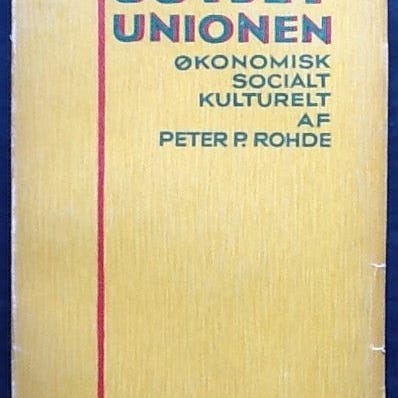 UNIONEN
ØKONOMISK
SOCIALT
KULTURELT
AF
PETER P. ROHDE